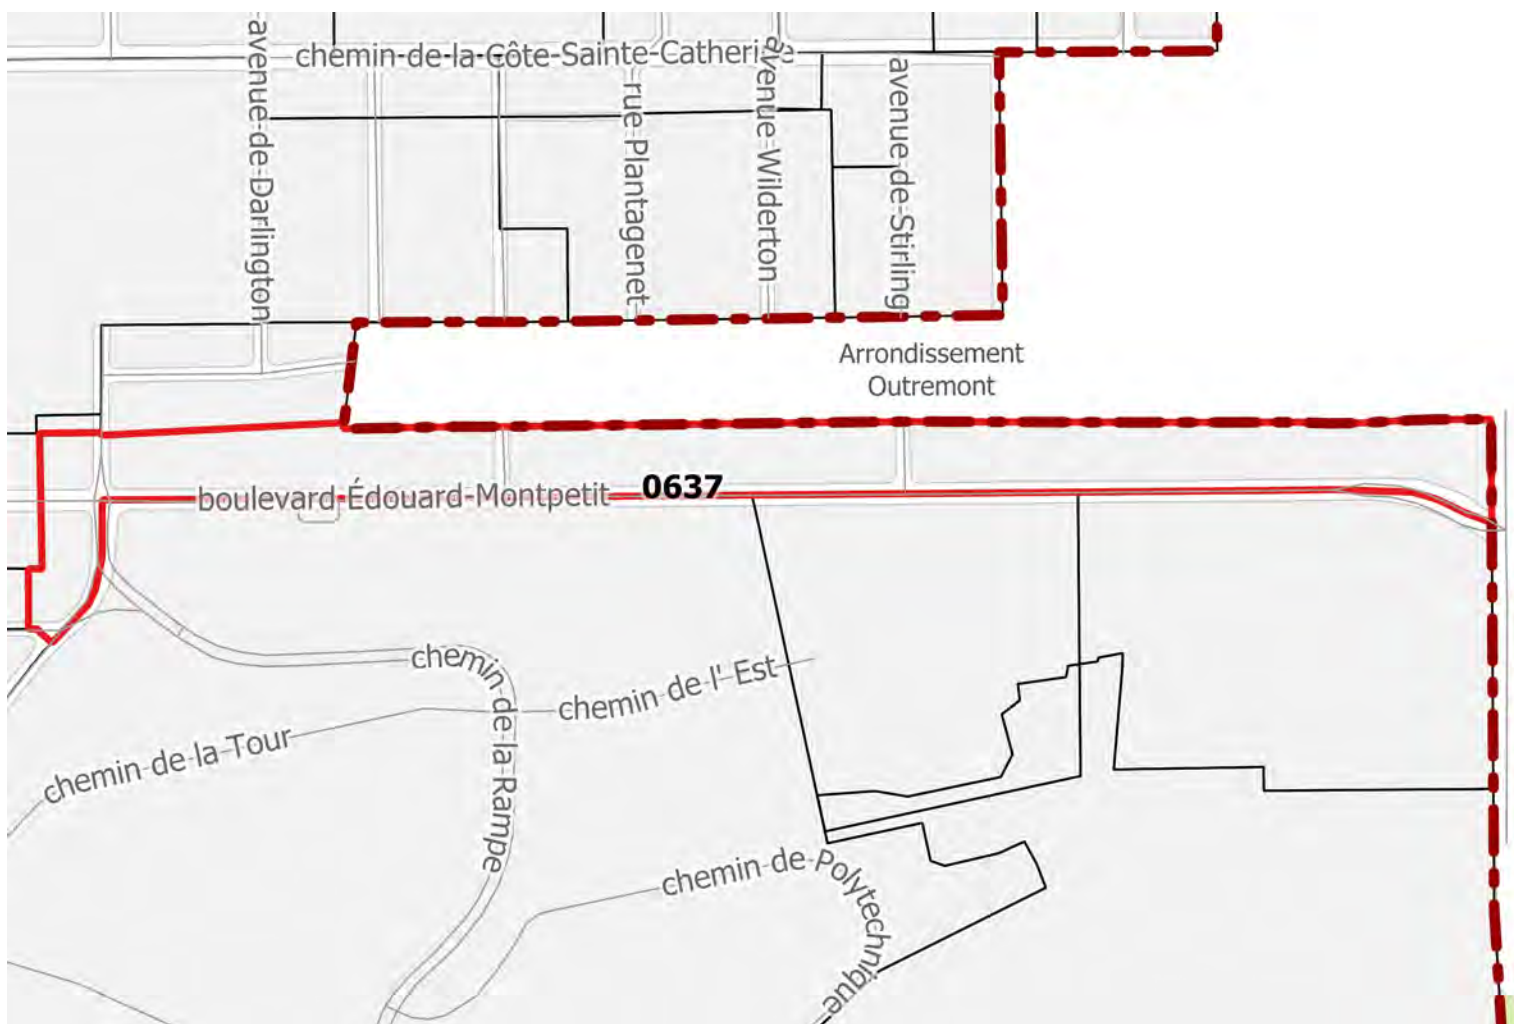 chemin-de-la-Côte-Sainte-Catherine
avenue-de-Darlington
rue-Plantagenet
avenue-Wilderton
avenue-de-Stirling
Arrondissement
Outremont
boulevard-Édouard-Montpetit
0637
chemin-de-la-Rampe
chemin de l'-Est
chemin-de-la-Tour
chemin-de-Polytechnique